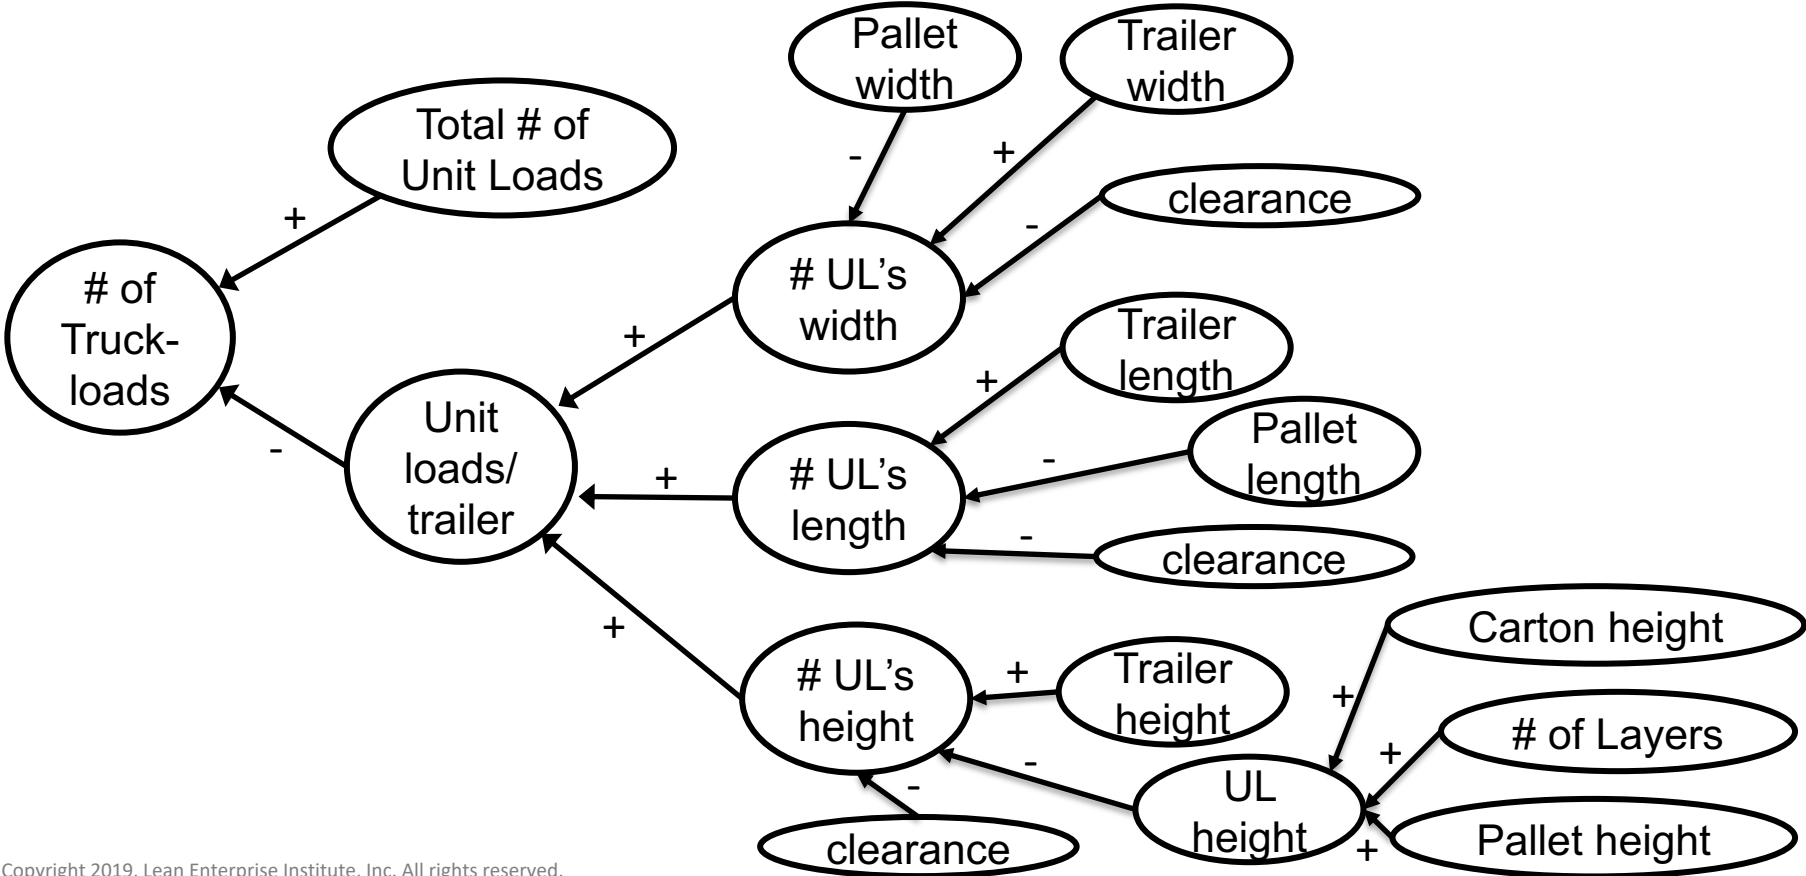 Pallet
width
Trailer
width
Total # of
Unit Loads
-
+
clearance
+
-
# of
Truck-
loads
# UL's
width
+
Trailer
length
+
Unit
loads/
trailer
-
+
# UL's
length
-
Pallet
length
-
clearance
+
# UL's
height
+
Trailer
height
Carton height
+
# of Layers
+
-
UL
height
-
clearance
+
Pallet height
Copyright 2019, Lean Enterprise Institute, Inc. All rights reserved.